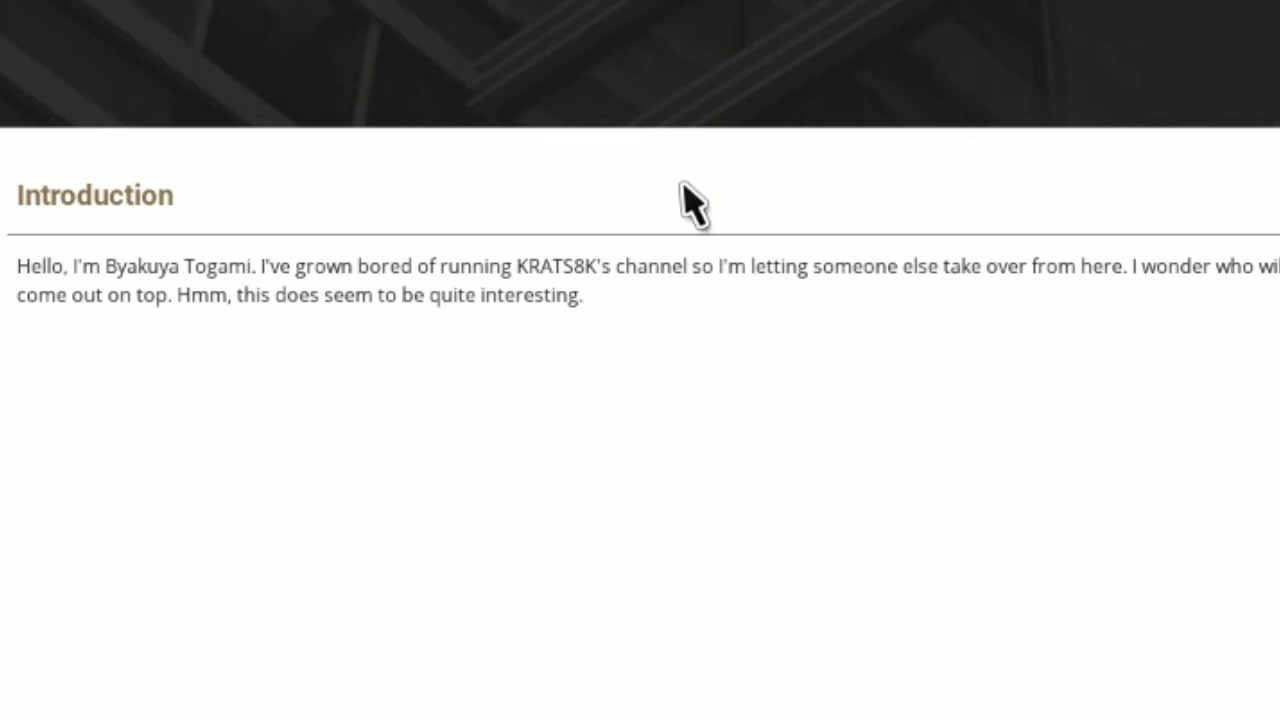 Introduction
Hello, I'm Byakuya Togami. I've grown bored of running KRATS8K's channel so I'm letting someone else take over from here. I wonder who
come out on top. Hmm, this does seem to be quite interesting.